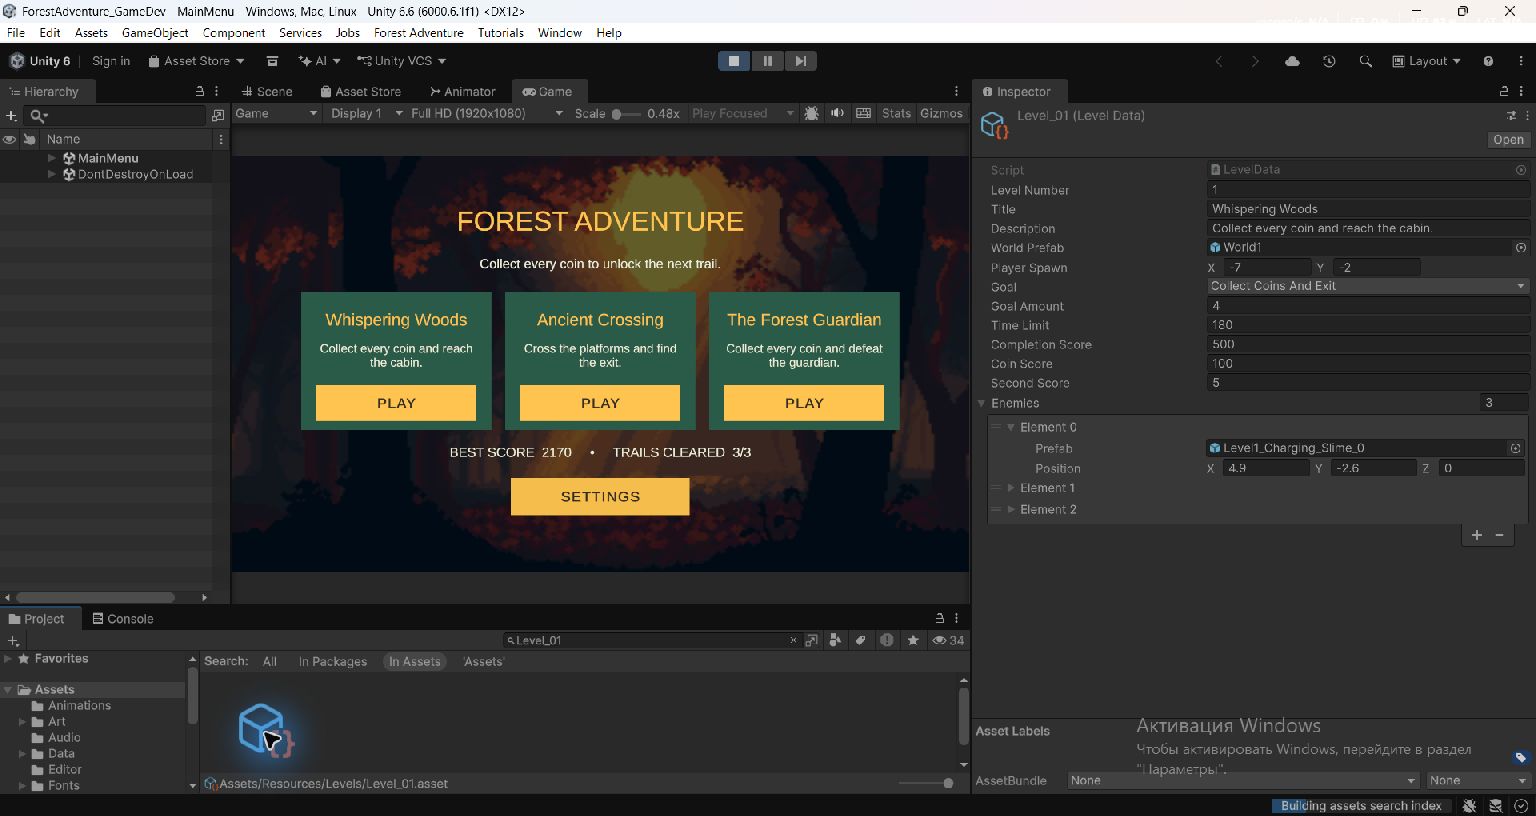 ForestAdventure_GameDev - MainMenu - Windows, Mac, Linux - Unity 6.6 (6000.6.1f1) <DX12>
File Edit Assets GameObject Component Services Jobs Forest Adventure Tutorials Window Help
Unity 6 Sign in Asset Store AI Unity VCS Layout
Hierarchy
Scene Asset Store Animator Game
Inspector
Game Display 1 Full HD (1920x1080) Scale 0.48x Play Focused Stats Gizmos
Name
MainMenu
DontDestroyOnLoad
FOREST ADVENTURE
Collect every coin to unlock the next trail.
Whispering Woods
Collect every coin and reach
the cabin.
PLAY
Ancient Crossing
Cross the platforms and find
the exit.
PLAY
The Forest Guardian
Collect every coin and defeat
the guardian.
PLAY
BEST SCORE 2170 • TRAILS CLEARED 3/3
SETTINGS
Level_01 (Level Data)
Open
Script LevelData
Level Number 1
Title Whispering Woods
Description Collect every coin and reach the cabin.
World Prefab World1
Player Spawn X -7 Y -2
Goal Collect Coins And Exit
Goal Amount 4
Time Limit 180
Completion Score 500
Coin Score 100
Second Score 5
Enemies 3
Element 0
Prefab Level1_Charging_Slime_0
Position X 4.9 Y -2.6 Z 0
Element 1
Element 2
+ -
Project Console
Level_01
34
Favorites
Assets
Animations
Art
Audio
Data
Editor
Fonts
Search: All In Packages In Assets 'Assets'
Assets/Resources/Levels/Level_01.asset
Asset Labels
Активация Windows
Чтобы активировать Windows, перейдите в раздел
"Параметры".
AssetBundle None None
Building assets search index